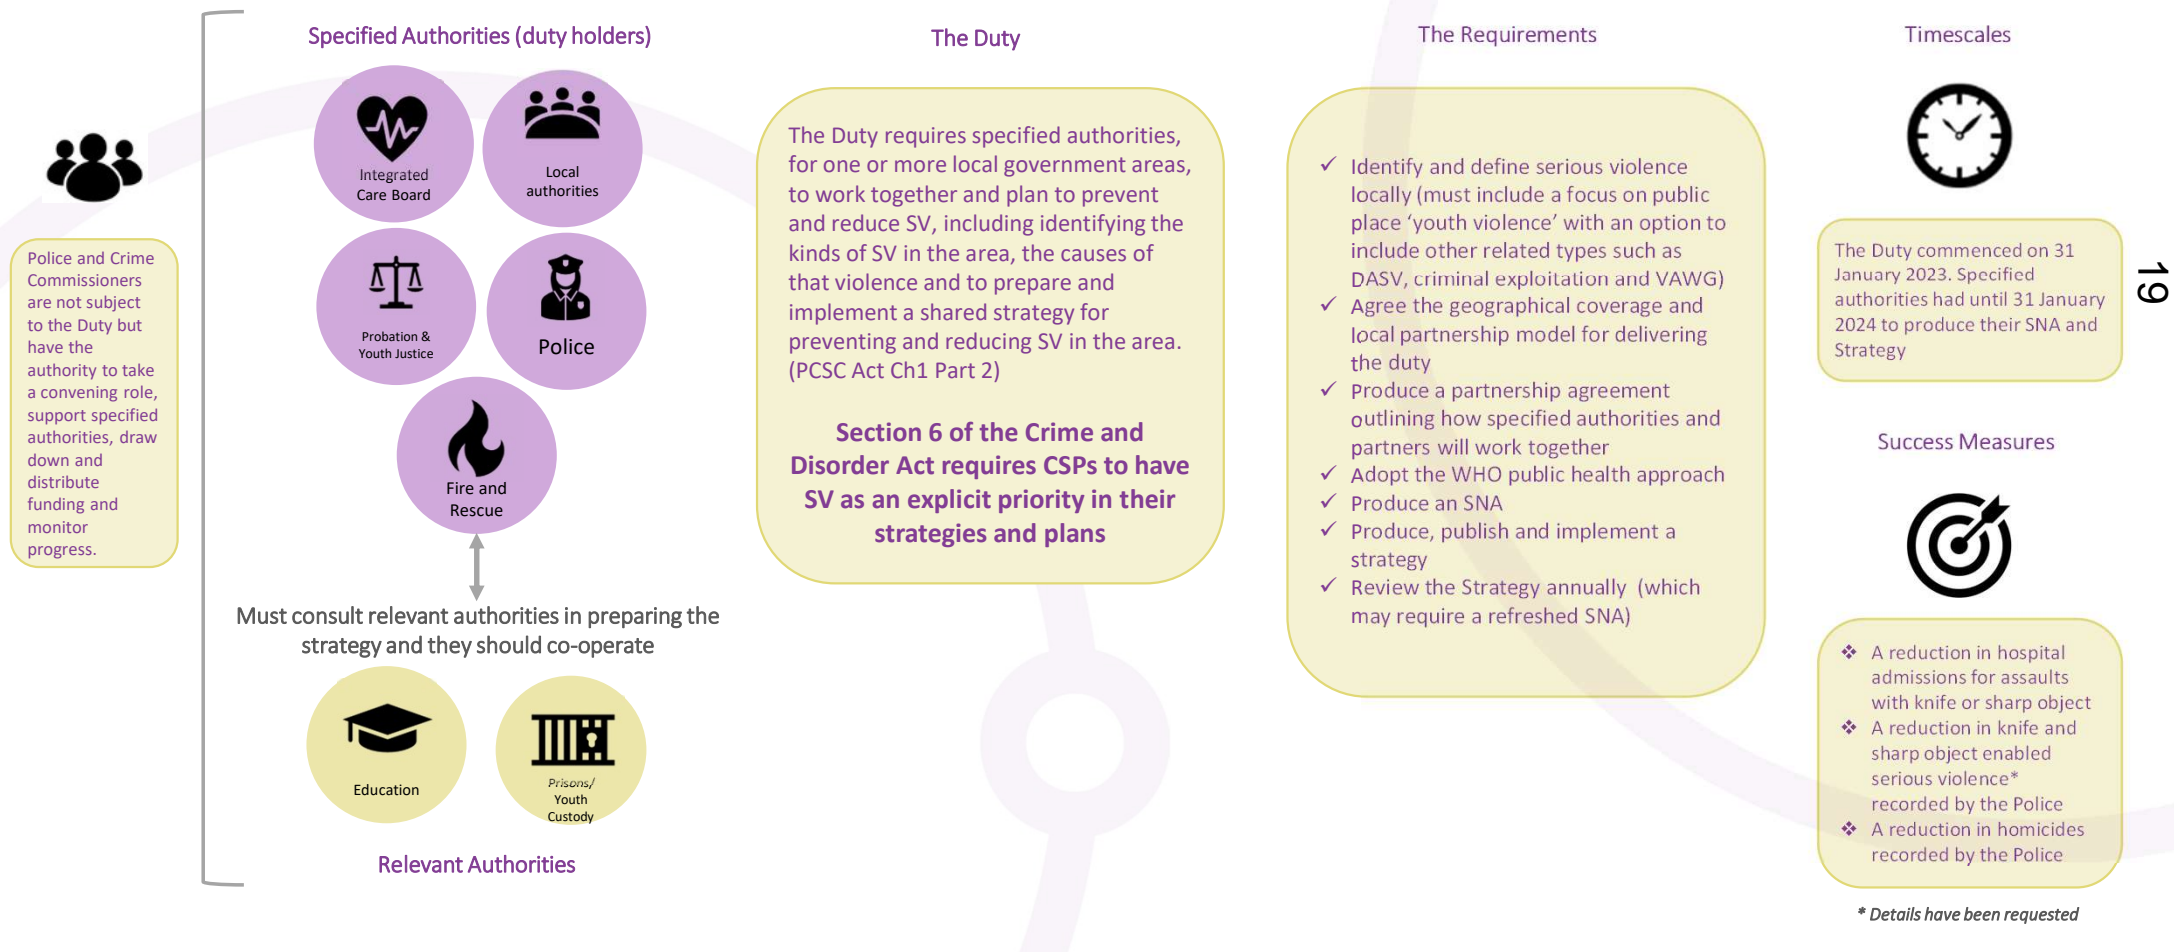 Police and Crime
Commissioners
are not subject
to the Duty but
have the
authority to take
a convening role,
support specified
authorities, draw
down and
distribute
funding and
monitor
progress.
Specified Authorities (duty holders)
Integrated
Care Board
Local
authorities
Probation &
Youth Justice
Police
Fire and
Rescue
Must consult relevant authorities in preparing the
strategy and they should co-operate
Education
Prisons/
Youth
Custody
Relevant Authorities
The Duty
The Duty requires specified authorities,
for one or more local government areas,
to work together and plan to prevent
and reduce SV, including identifying the
kinds of SV in the area, the causes of
that violence and to prepare and
implement a shared strategy for
preventing and reducing SV in the area.
(PCSC Act Ch1 Part 2)
Section 6 of the Crime and
Disorder Act requires CSPs to have
SV as an explicit priority in their
strategies and plans
The Requirements
✓ Identify and define serious violence
locally (must include a focus on public
place ‘youth violence’ with an option to
include other related types such as
DASV, criminal exploitation and VAWG)
✓ Agree the geographical coverage and
local partnership model for delivering
the duty
✓ Produce a partnership agreement
outlining how specified authorities and
partners will work together
✓ Adopt the WHO public health approach
✓ Produce an SNA
✓ Produce, publish and implement a
strategy
✓ Review the Strategy annually (which
may require a refreshed SNA)
Timescales
The Duty commenced on 31
January 2023. Specified
authorities had until 31 January
2024 to produce their SNA and
Strategy
Success Measures
❖ A reduction in hospital
admissions for assaults
with knife or sharp object
❖ A reduction in knife and
sharp object enabled
serious violence*
recorded by the Police
❖ A reduction in homicides
recorded by the Police
* Details have been requested
19